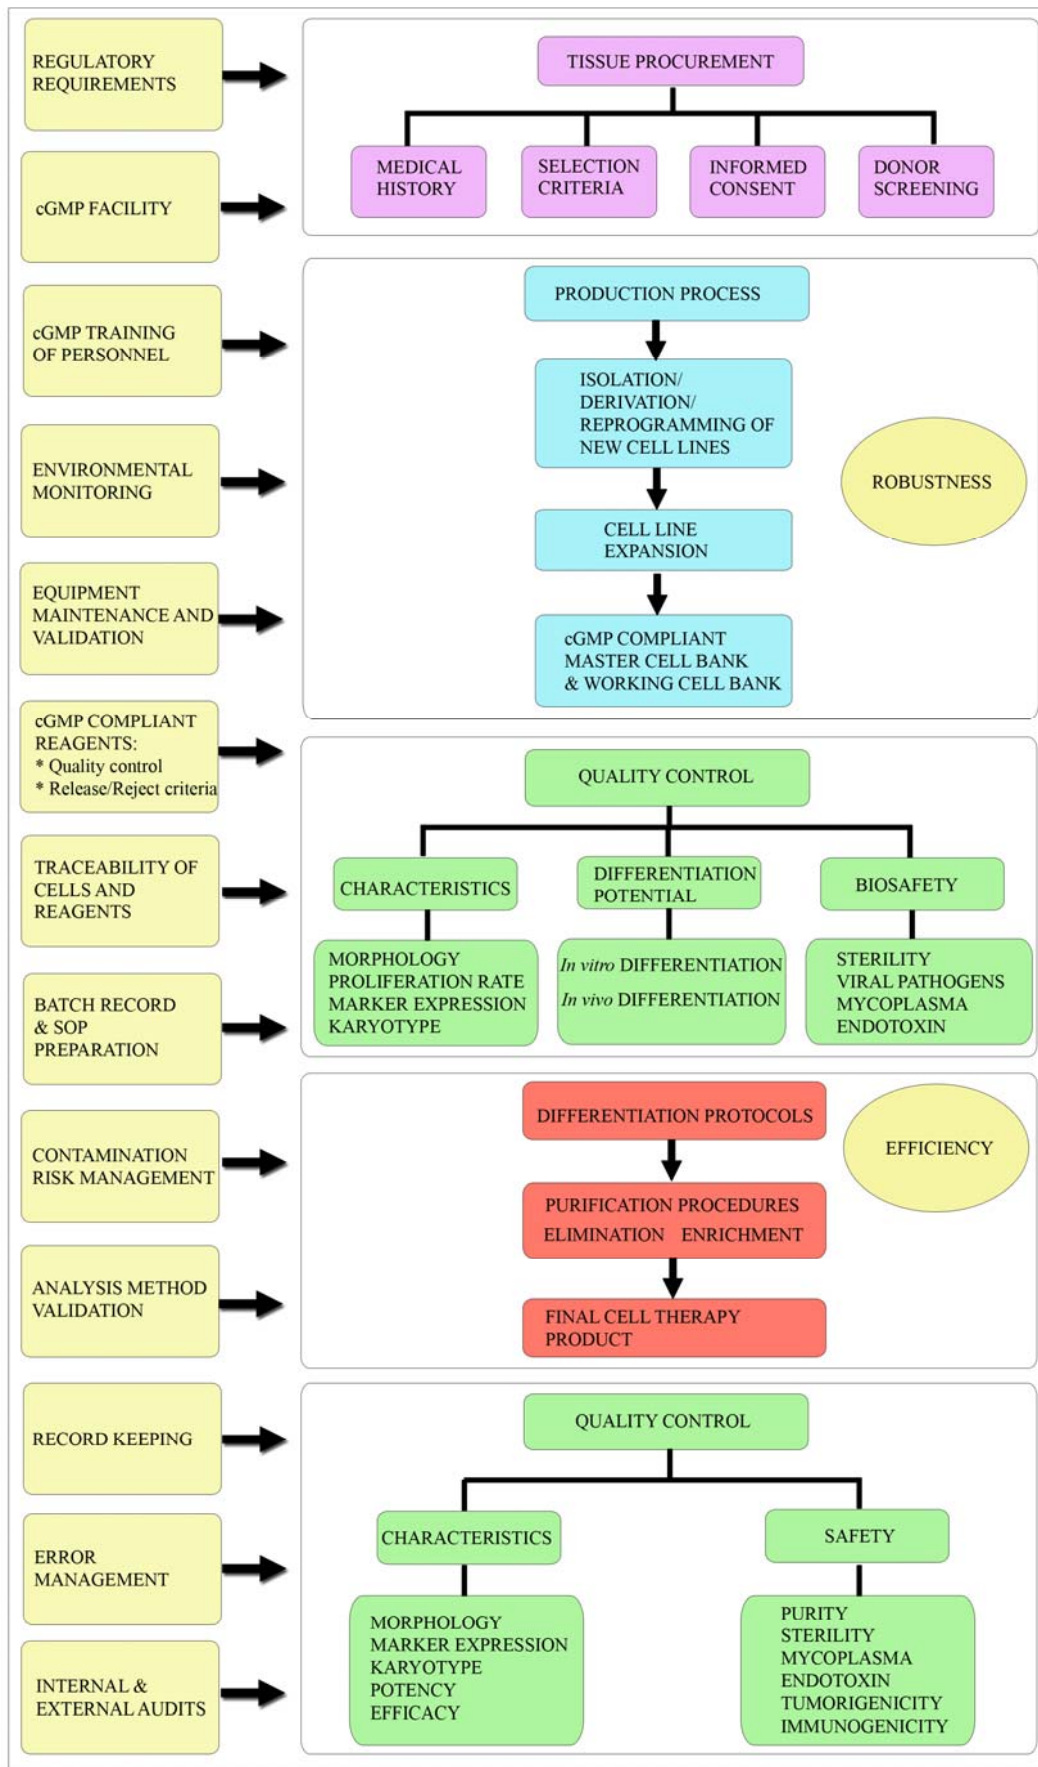 REGULATORY
REQUIREMENTS
cGMP FACILITY
cGMP TRAINING
OF PERSONNEL
ENVIRONMENTAL
MONITORING
EQUIPMENT
MAINTENANCE AND
VALIDATION
cGMP COMPLIANT
REAGENTS:
* Quality control
* Release/Reject criteria
TRACEABILITY OF
CELLS AND
REAGENTS
BATCH RECORD
& SOP
PREPARATION
CONTAMINATION
RISK MANAGEMENT
ANALYSIS METHOD
VALIDATION
RECORD KEEPING
ERROR
MANAGEMENT
INTERNAL &
EXTERNAL AUDITS
TISSUE PROCUREMENT
MEDICAL
HISTORY
SELECTION
CRITERIA
INFORMED
CONSENT
DONOR
SCREENING
PRODUCTION PROCESS
ISOLATION/
DERIVATION/
REPROGRAMMING OF
NEW CELL LINES
CELL LINE
EXPANSION
cGMP COMPLIANT
MASTER CELL BANK
& WORKING CELL BANK
ROBUSTNESS
QUALITY CONTROL
CHARACTERISTICS
MORPHOLOGY
PROLIFERATION RATE
MARKER EXPRESSION
KARYOTYPE
DIFFERENTIATION
POTENTIAL
In vitro DIFFERENTIATION
In vivo DIFFERENTIATION
BIOSAFETY
STERILITY
VIRAL PATHOGENS
MYCOPLASMA
ENDOTOXIN
DIFFERENTIATION PROTOCOLS
PURIFICATION PROCEDURES
ELIMINATION ENRICHMENT
FINAL CELL THERAPY
PRODUCT
EFFICIENCY
QUALITY CONTROL
CHARACTERISTICS
MORPHOLOGY
MARKER EXPRESSION
KARYOTYPE
POTENCY
EFFICACY
SAFETY
PURITY
STERILITY
MYCOPLASMA
ENDOTOXIN
TUMORIGENICITY
IMMUNOGENICITY